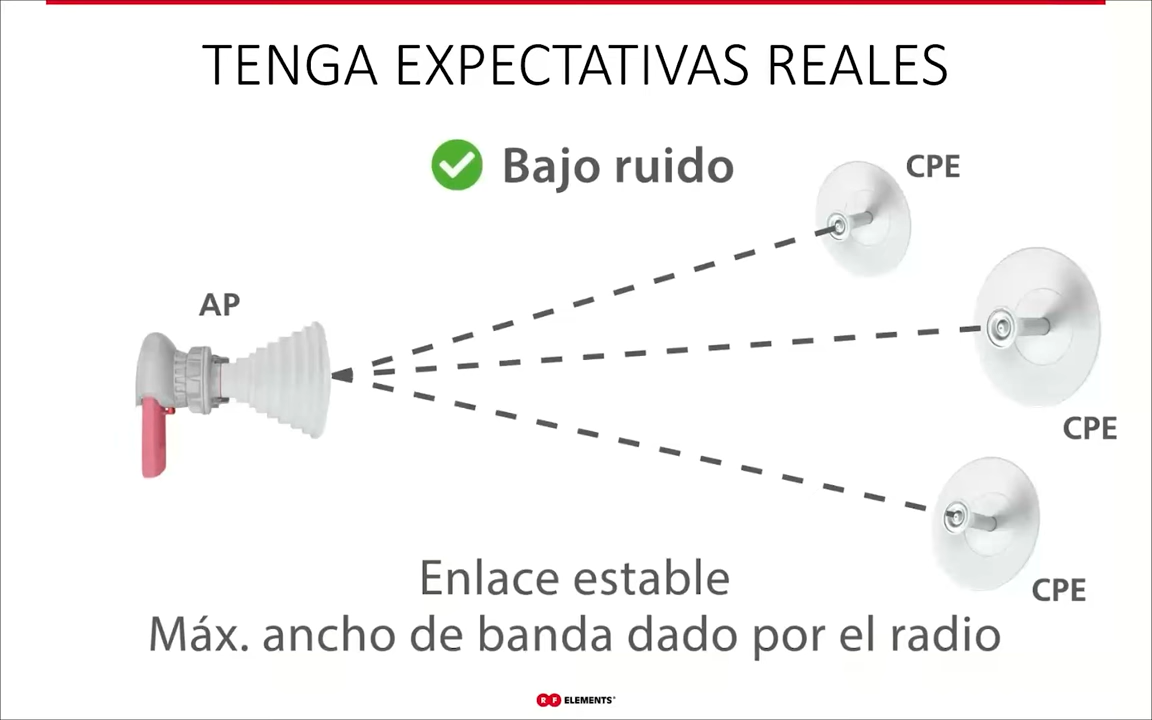 TENGA EXPECTATIVAS REALES
Bajo ruido
CPE
AP
CPE
CPE
Enlace estable
Máx. ancho de banda dado por el radio
RF ELEMENTS